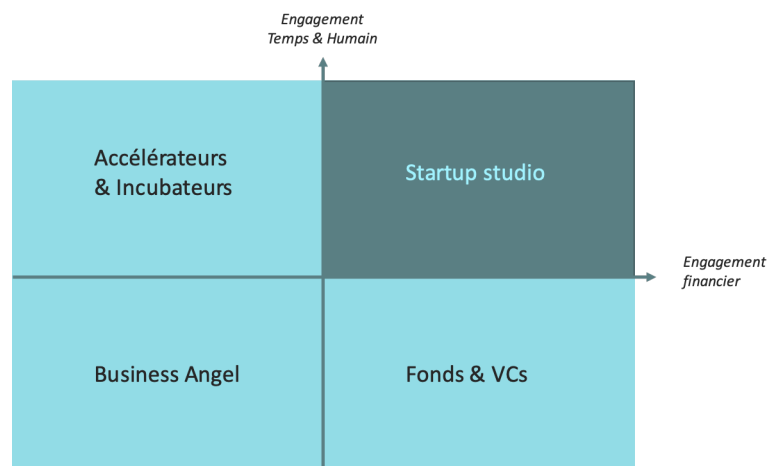 Engagement
Temps & Humain
Accélérateurs
& Incubateurs
Startup studio
Engagement
financier
Business Angel
Fonds & VCs